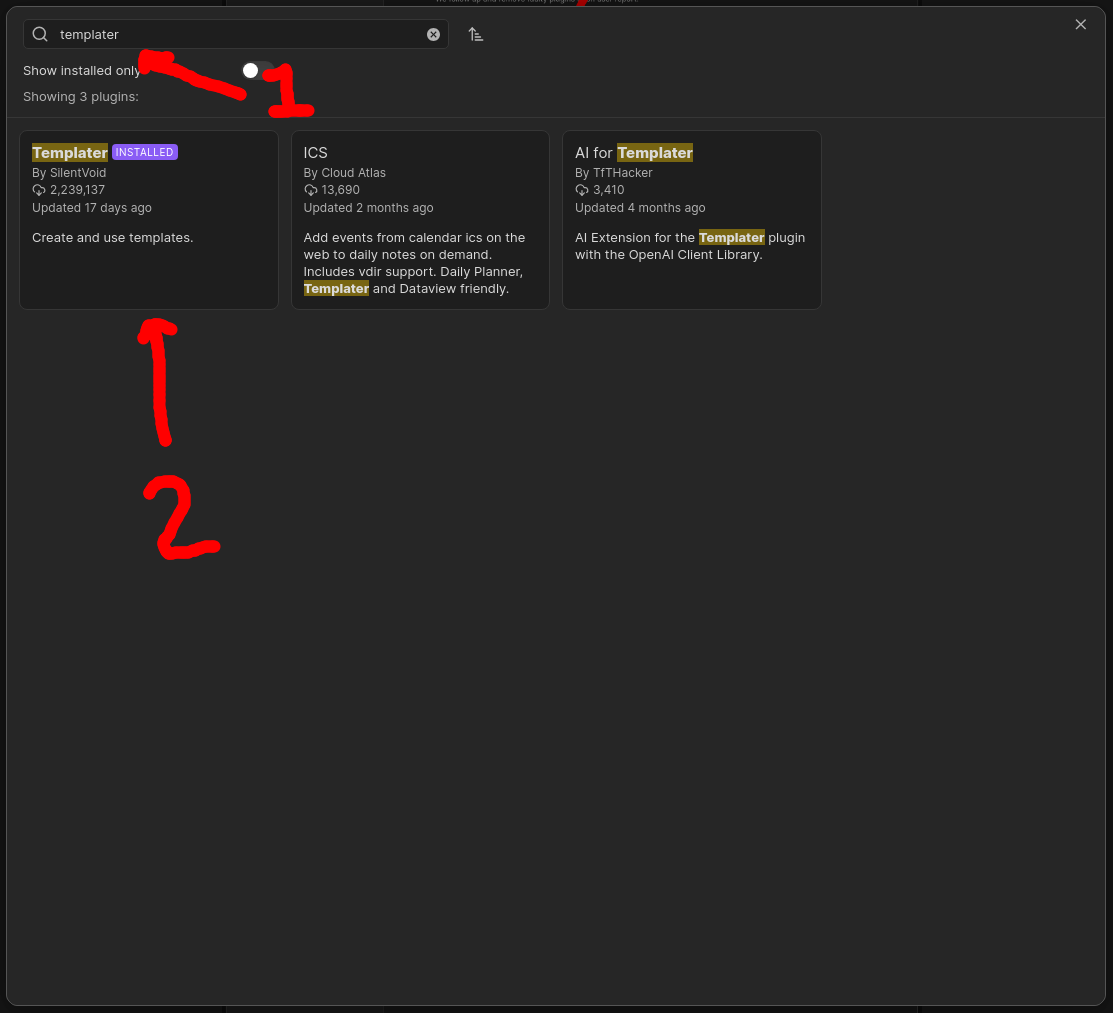 templater
Show installed only
1
Showing 3 plugins:
Templater INSTALLED
By SilentVoid
2,239,137
Updated 17 days ago
Create and use templates.
ICS
By Cloud Atlas
13,690
Updated 2 months ago
Add events from calendar ics on the
web to daily notes on demand.
Includes vdir support. Daily Planner,
Templater and Dataview friendly.
AI for Templater
By TfTHacker
3,410
Updated 4 months ago
AI Extension for the Templater plugin
with the OpenAI Client Library.
2